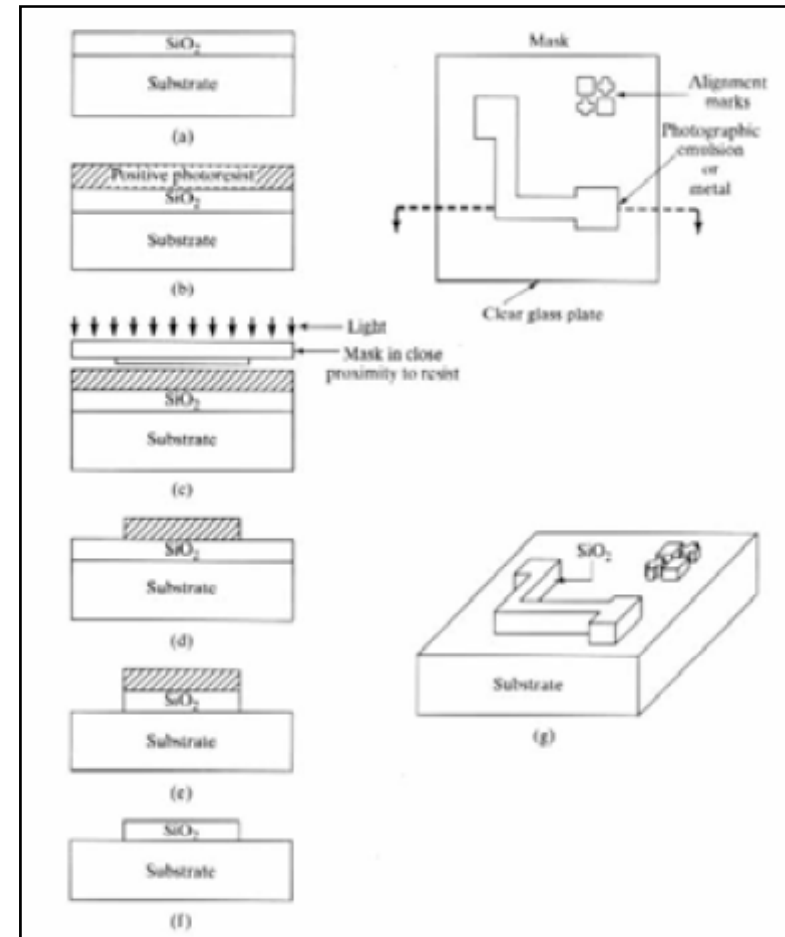 SiO₂
Substrate
(a)
Positive photoresist
SiO₂
Substrate
(b)
Light
Mask in close
proximity to resist
SiO₂
Substrate
(c)
SiO₂
Substrate
(d)
SiO₂
Substrate
(e)
SiO₂
Substrate
(f)
Mask
Alignment
marks
Photographic
emulsion
or
metal
Clear glass plate
SiO₂
Substrate
(g)